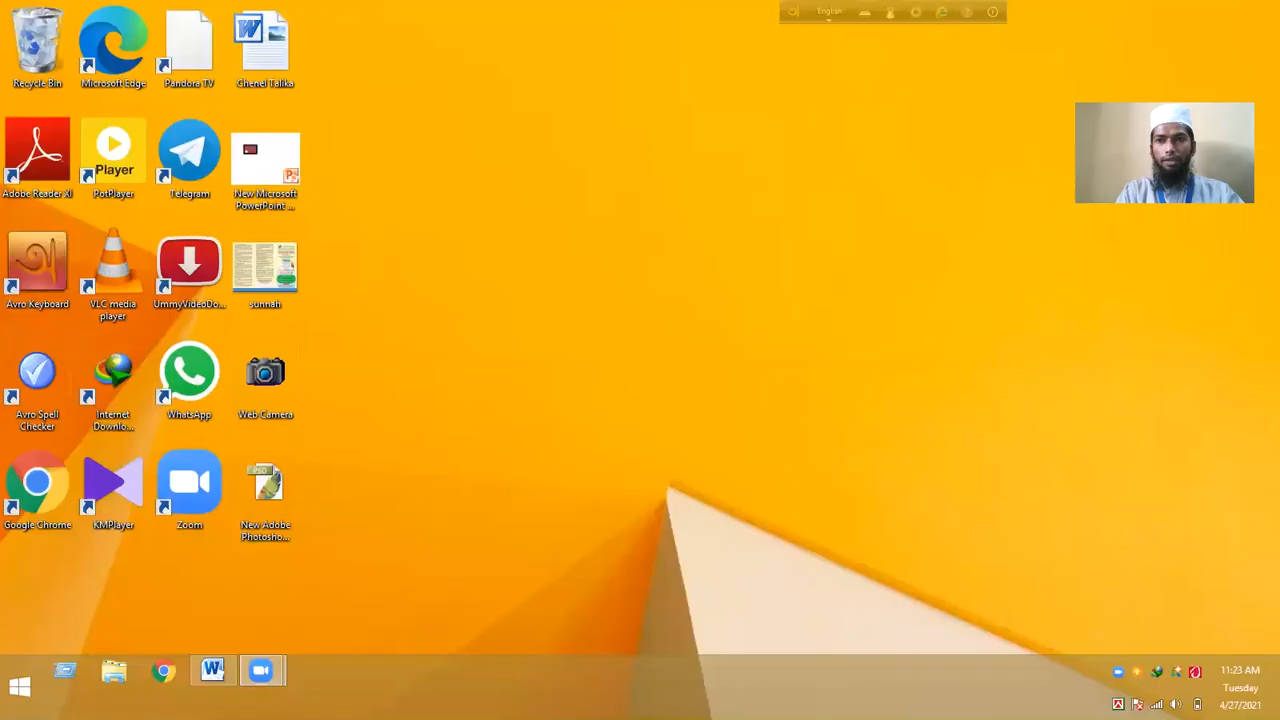 English
Recycle Bin
Microsoft Edge
Pandora TV
Chenel Talika
Adobe Reader XI
Player
PotPlayer
Telegram
New Microsoft
PowerPoint ...
Avro Keyboard
VLC media
player
UmmyVideoDo...
sunnah
Avro Spell
Checker
Internet
Downlo...
WhatsApp
Web Camera
Google Chrome
KMPlayer
Zoom
PSD
New Adobe
Photosho...
11:23 AM
Tuesday
4/27/2021